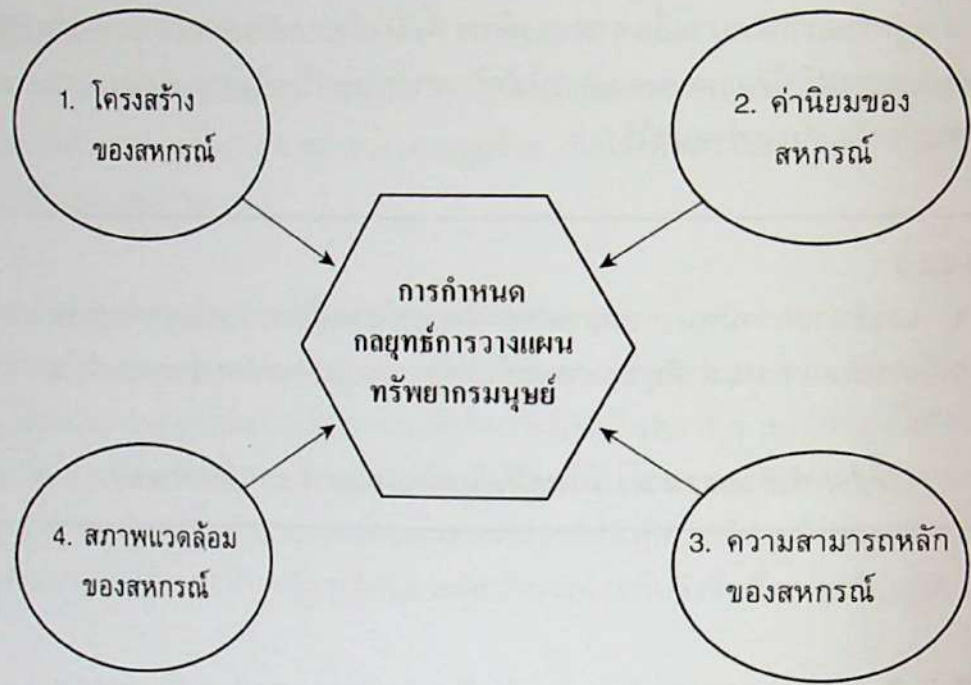 1. โครงสร้าง
ของสหกรณ์
2. ค่านิยมของ
สหกรณ์
การกำหนด
กลยุทธ์การวางแผน
ทรัพยากรมนุษย์
4. สภาพแวดล้อม
ของสหกรณ์
3. ความสามารถหลัก
ของสหกรณ์